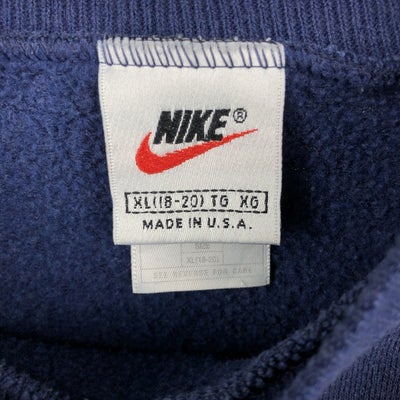 NIKE®
XL(18-20) TG XG
MADE IN U.S.A.
XL(18-20)
SEE REVERSE FOR CARE